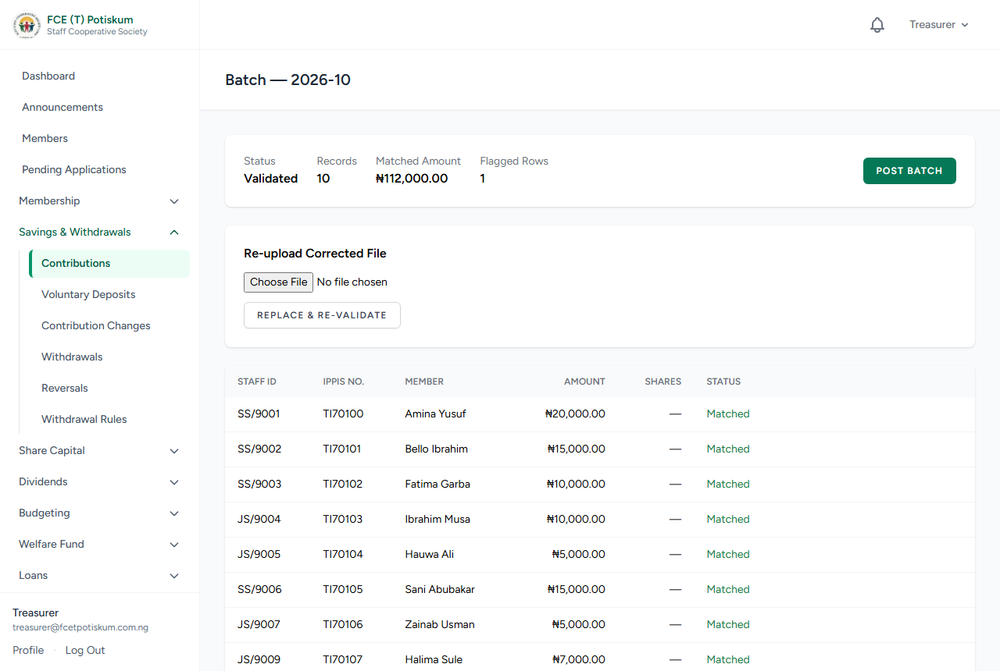 FCE (T) Potiskum
Staff Cooperative Society
Treasurer
Dashboard
Announcements
Members
Pending Applications
Membership
Savings & Withdrawals
Contributions
Voluntary Deposits
Contribution Changes
Withdrawals
Reversals
Withdrawal Rules
Share Capital
Dividends
Budgeting
Welfare Fund
Loans
Treasurer
treasurer@fcetpotiskum.com.ng
Profile · Log Out
Batch — 2026-10
Status Records Matched Amount Flagged Rows
Validated 10 ₦112,000.00 1
POST BATCH
Re-upload Corrected File
Choose File No file chosen
REPLACE & RE-VALIDATE
STAFF ID IPPIS NO. MEMBER AMOUNT SHARES STATUS
SS/9001 TI70100 Amina Yusuf ₦20,000.00 — Matched
SS/9002 TI70101 Bello Ibrahim ₦15,000.00 — Matched
SS/9003 TI70102 Fatima Garba ₦10,000.00 — Matched
JS/9004 TI70103 Ibrahim Musa ₦10,000.00 — Matched
JS/9005 TI70104 Hauwa Ali ₦5,000.00 — Matched
SS/9006 TI70105 Sani Abubakar ₦15,000.00 — Matched
JS/9007 TI70106 Zainab Usman ₦5,000.00 — Matched
JS/9009 TI70107 Halima Sule ₦7,000.00 — Matched